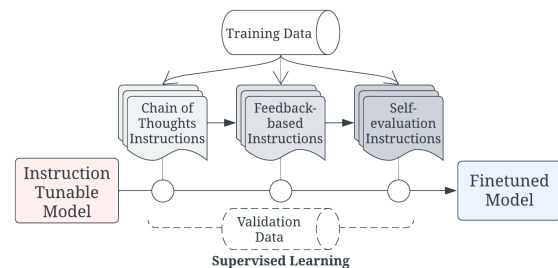 Training Data
Chain of
Thoughts
Instructions
Feedback-
based
Instructions
Self-
evaluation
Instructions
Instruction
Tunable
Model
Finetuned
Model
Validation
Data
Supervised Learning